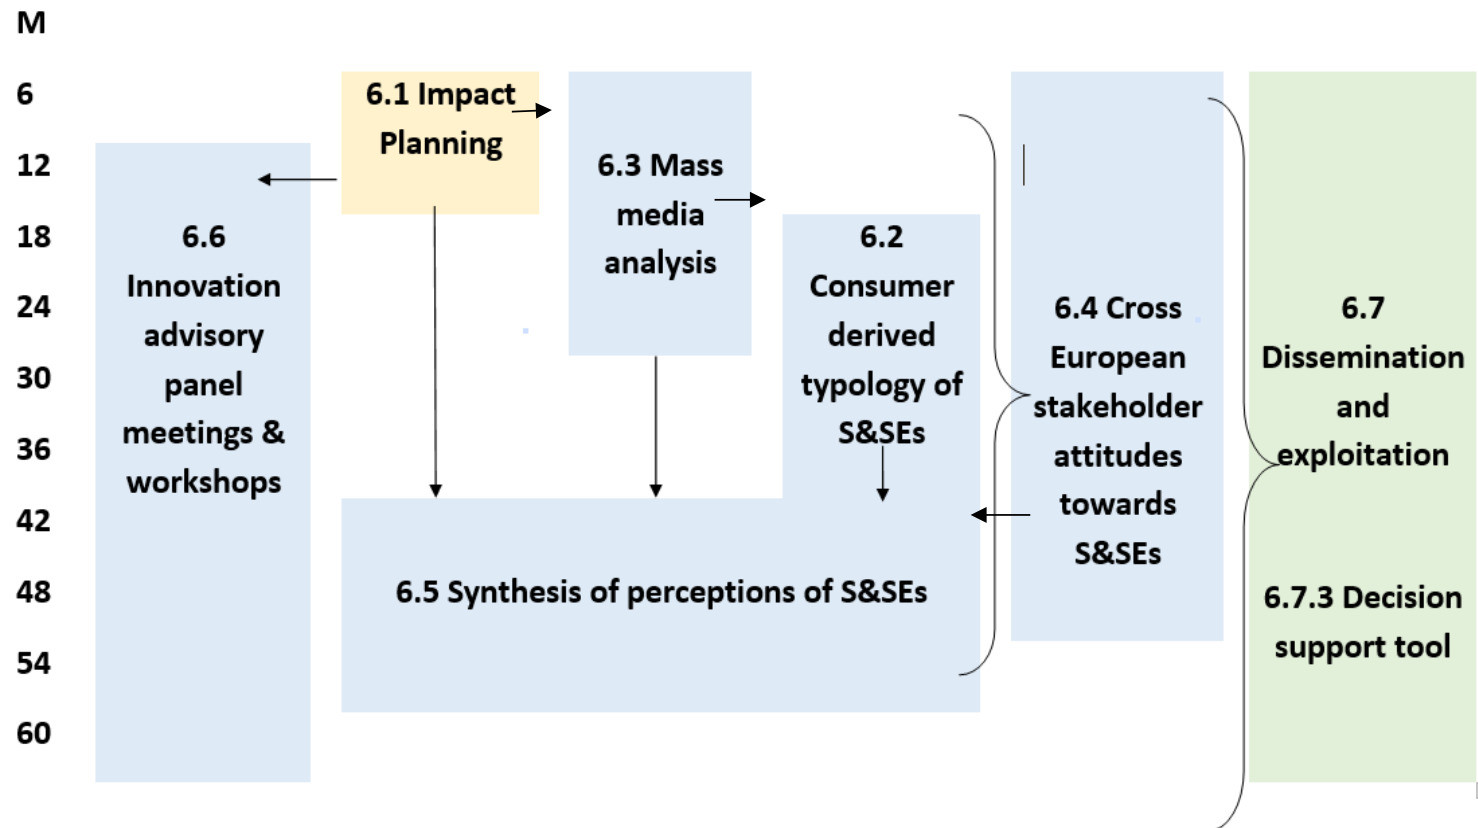 M
6
12
18
24
30
36
42
48
54
60
6.6
Innovation
advisory
panel
meetings &
workshops
6.1 Impact
Planning
6.3 Mass
media
analysis
6.2
Consumer
derived
typology of
S&SEs
6.5 Synthesis of perceptions of S&SEs
6.4 Cross
European
stakeholder
attitudes
towards
S&SEs
6.7
Dissemination
and
exploitation
6.7.3 Decision
support tool